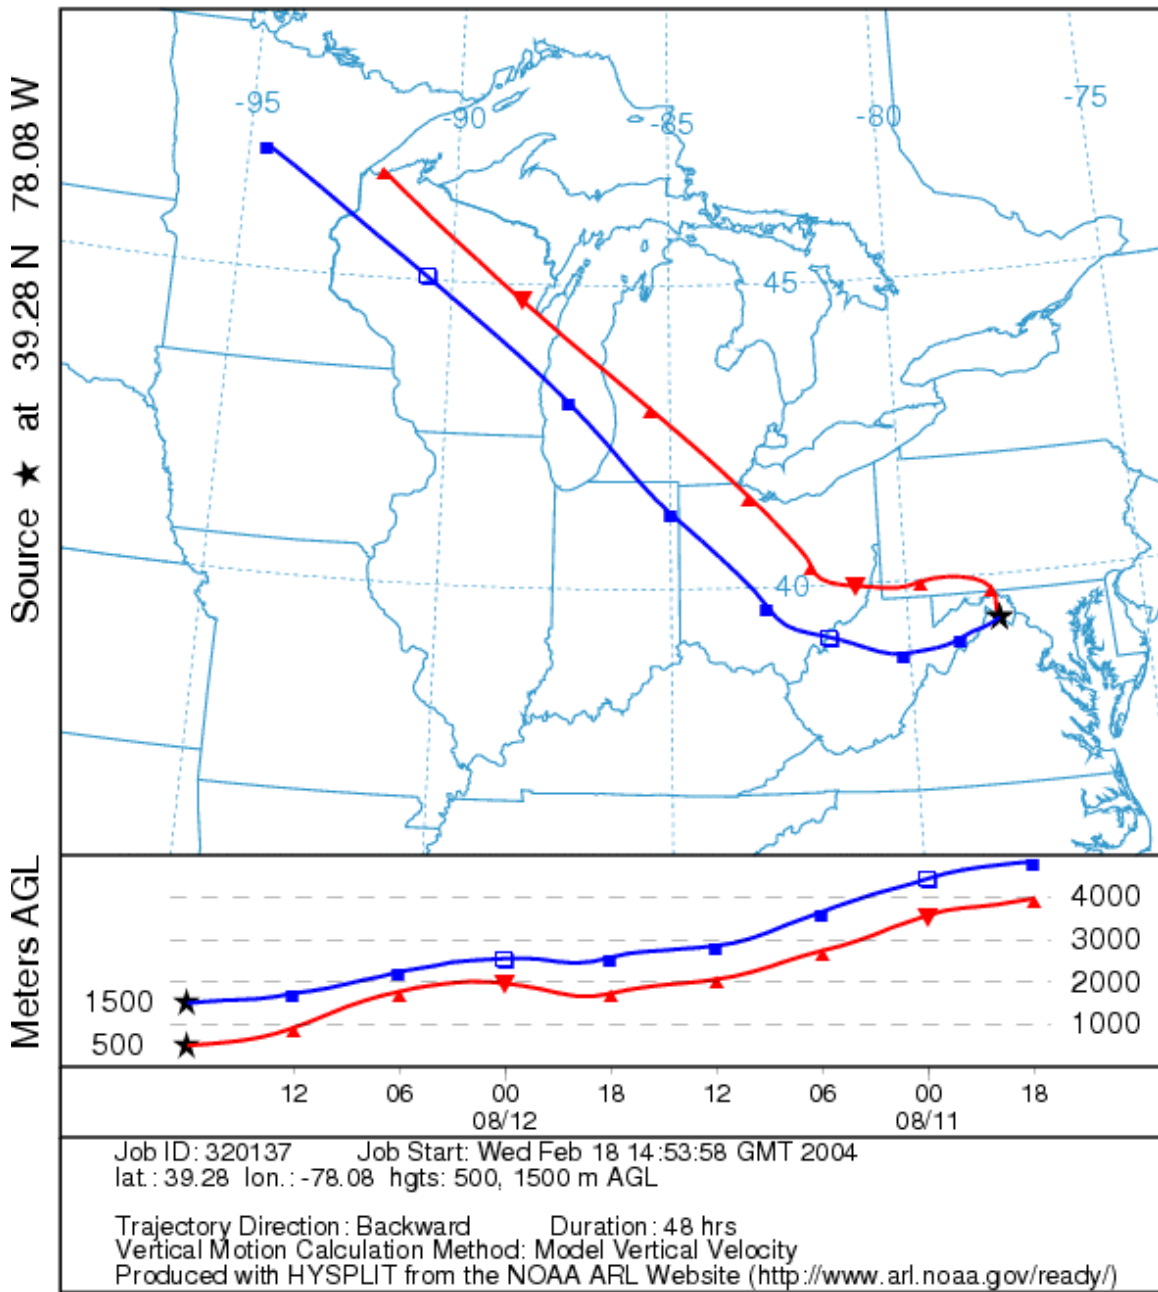 Source ★ at 39.28 N 78.08 W
-95
-90
-85
-80
-75
45
40
Meters AGL
1500
500
4000
3000
2000
1000
12 06 00 18 12 06 00 18
08/12 08/11
Job ID: 320137 Job Start: Wed Feb 18 14:53:58 GMT 2004
lat.: 39.28 lon.: -78.08 hgts: 500, 1500 m AGL
Trajectory Direction: Backward Duration: 48 hrs
Vertical Motion Calculation Method: Model Vertical Velocity
Produced with HYSPLIT from the NOAA ARL Website (http://www.arl.noaa.gov/ready/)